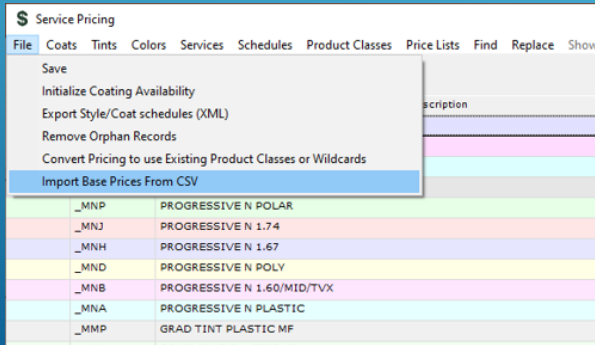 $ Service Pricing
File Coats Tints Colors Services Schedules Product Classes Price Lists Find Replace Show
Save
Initialize Coating Availability
Export Style/Coat schedules (XML)
scription
Remove Orphan Records
Convert Pricing to use Existing Product Classes or Wildcards
Import Base Prices From CSV
_MNP PROGRESSIVE N POLAR
_MNJ PROGRESSIVE N 1.74
_MNH PROGRESSIVE N 1.67
_MND PROGRESSIVE N POLY
_MNB PROGRESSIVE N 1.60/MID/TVX
_MNA PROGRESSIVE N PLASTIC
_MMP GRAD TINT PLASTIC MF